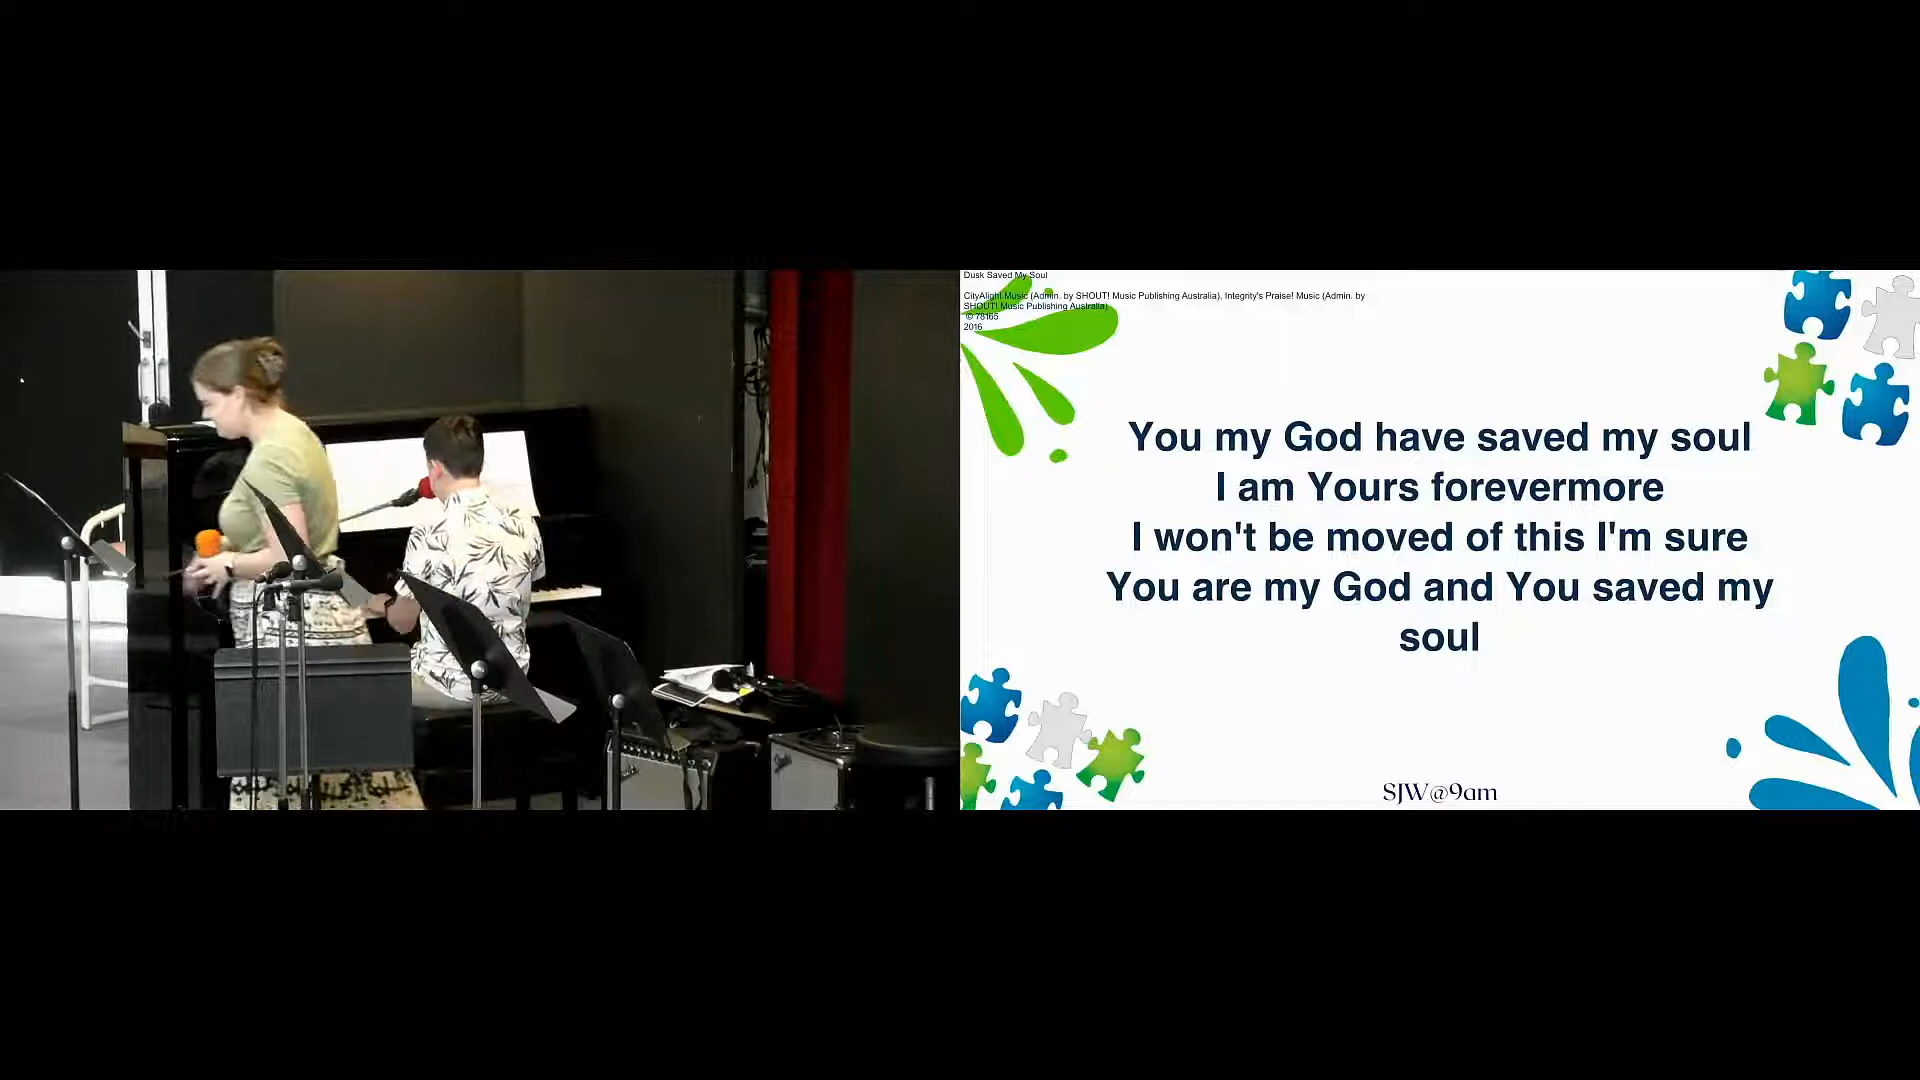 Dusk Saved My Soul
CityAlight Music (Admin. by SHOUT! Music Publishing Australia), Integrity's Praise! Music (Admin. by
SHOUT! Music Publishing Australia)
© 78165
2016
You my God have saved my soul
I am Yours forevermore
I won't be moved of this I'm sure
You are my God and You saved my
soul
SJW@9am